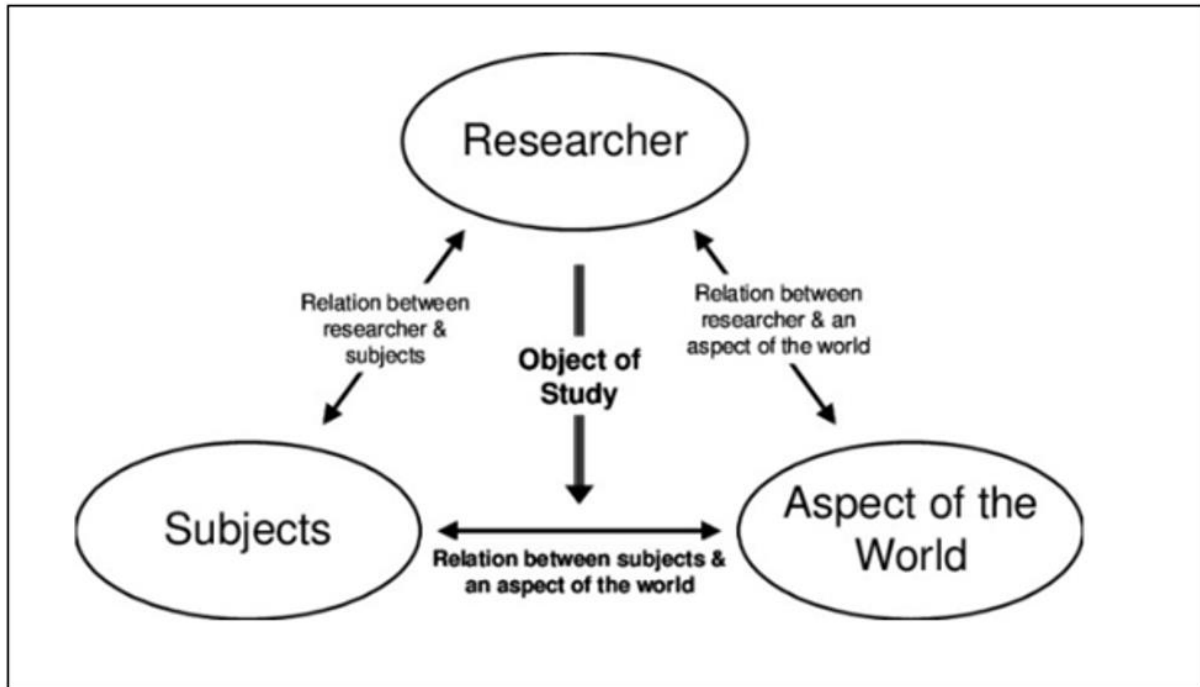 Researcher
Relation between
researcher &
subjects
Relation between
researcher & an
aspect of the world
Object of
Study
Subjects
Aspect of the
World
Relation between subjects &
an aspect of the world